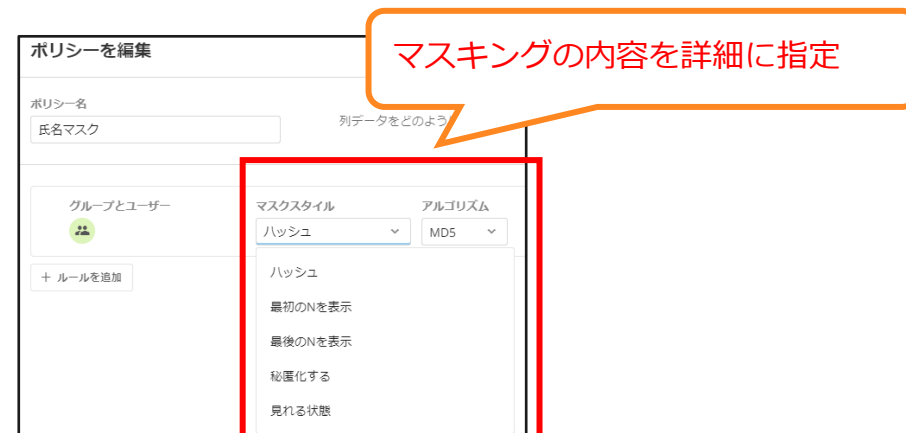 ポリシーを編集
マスキングの内容を詳細に指定
ポリシー名
氏名マスク
列データをどのよう
グループとユーザー
マスクスタイル
アルゴリズム
ハッシュ
MD5
+ ルールを追加
ハッシュ
最初のNを表示
最後のNを表示
秘匿化する
見れる状態